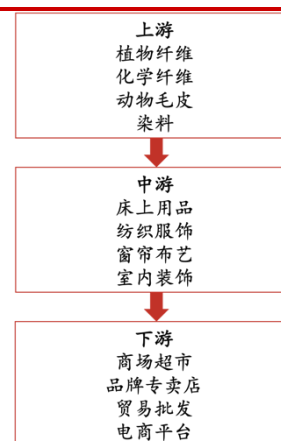 上游
植物纤维
化学纤维
动物毛皮
染料
中游
床上用品
纺织服饰
窗帘布艺
室内装饰
下游
商场超市
品牌专卖店
贸易批发
电商平台